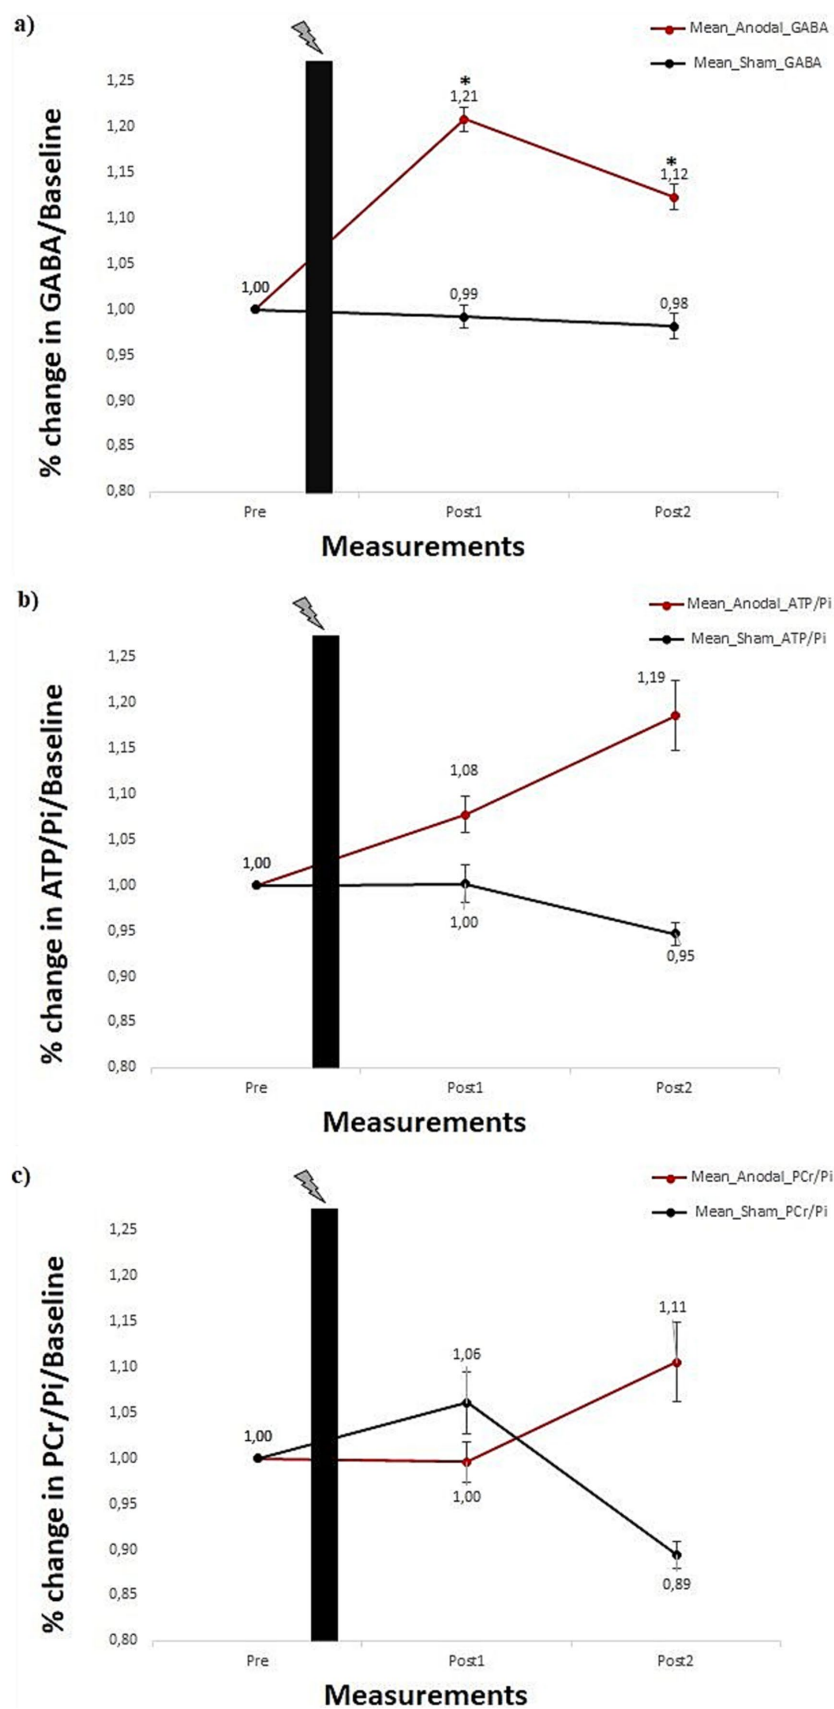 a)
Mean_Anodal_GABA
Mean_Sham_GABA
% change in GABA/Baseline
1,25
1,20
1,15
1,10
1,05
1,00
0,95
0,90
0,85
0,80
1,00
*
1,21
*
1,12
0,99
0,98
Pre Post1 Post2
Measurements
b)
Mean_Anodal_ATP/Pi
Mean_Sham_ATP/Pi
% change in ATP/Pi/Baseline
1,25
1,20
1,15
1,10
1,05
1,00
0,95
0,90
0,85
0,80
1,00
1,08
1,19
1,00
0,95
Pre Post1 Post2
Measurements
c)
Mean_Anodal_PCr/Pi
Mean_Sham_PCr/Pi
% change in PCr/Pi/Baseline
1,25
1,20
1,15
1,10
1,05
1,00
0,95
0,90
0,85
0,80
1,00
1,06
1,11
1,00
0,89
Pre Post1 Post2
Measurements